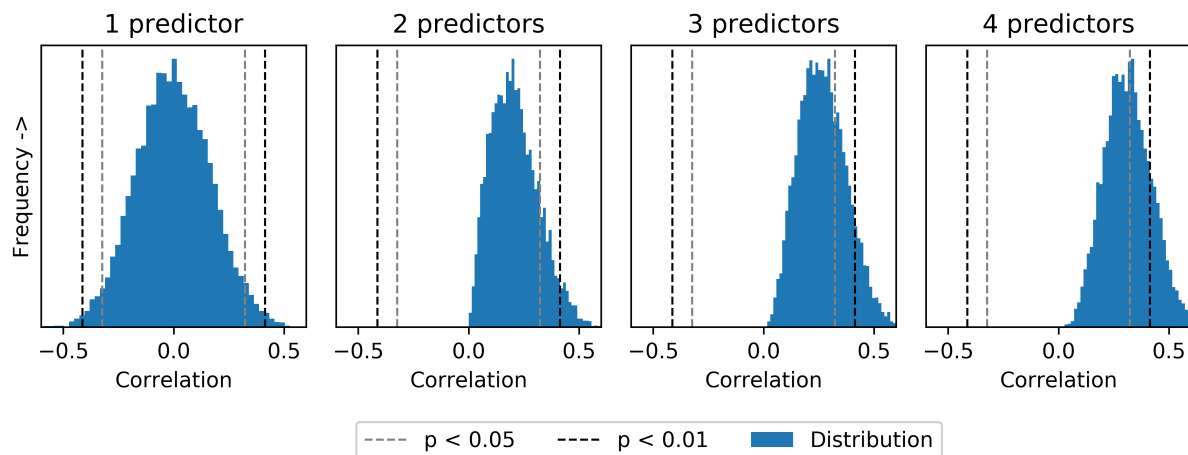 1 predictor
2 predictors
3 predictors
4 predictors
Frequency ->
−0.5 0.0 0.5
−0.5 0.0 0.5
−0.5 0.0 0.5
−0.5 0.0 0.5
Correlation
Correlation
Correlation
Correlation
p < 0.05
p < 0.01
Distribution